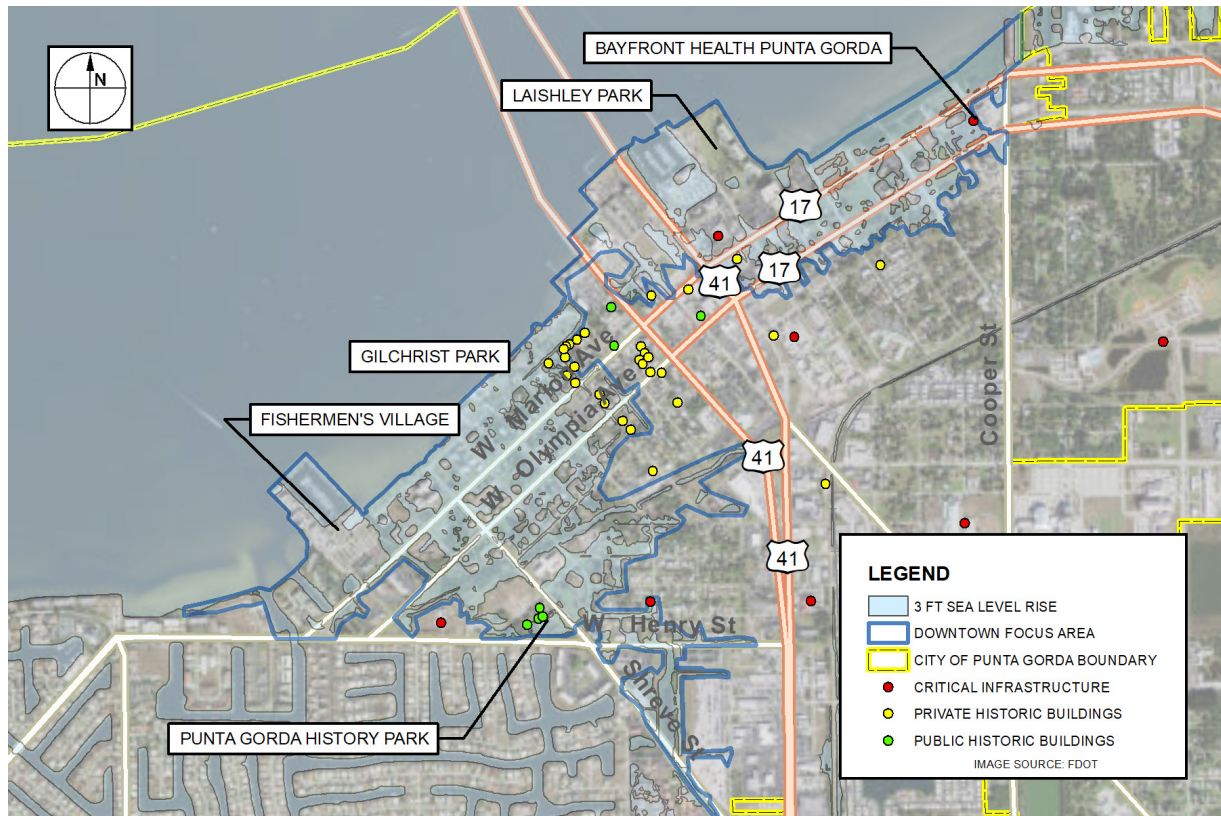 N
BAYFRONT HEALTH PUNTA GORDA
LAISHLEY PARK
17
17
41
GILCHRIST PARK
W Marion Ave
FISHERMEN'S VILLAGE
W Olympia Ave
Cooper St
41
41
W Henry St
Shreve St
PUNTA GORDA HISTORY PARK
LEGEND
3 FT SEA LEVEL RISE
DOWNTOWN FOCUS AREA
CITY OF PUNTA GORDA BOUNDARY
CRITICAL INFRASTRUCTURE
PRIVATE HISTORIC BUILDINGS
PUBLIC HISTORIC BUILDINGS
IMAGE SOURCE: FDOT